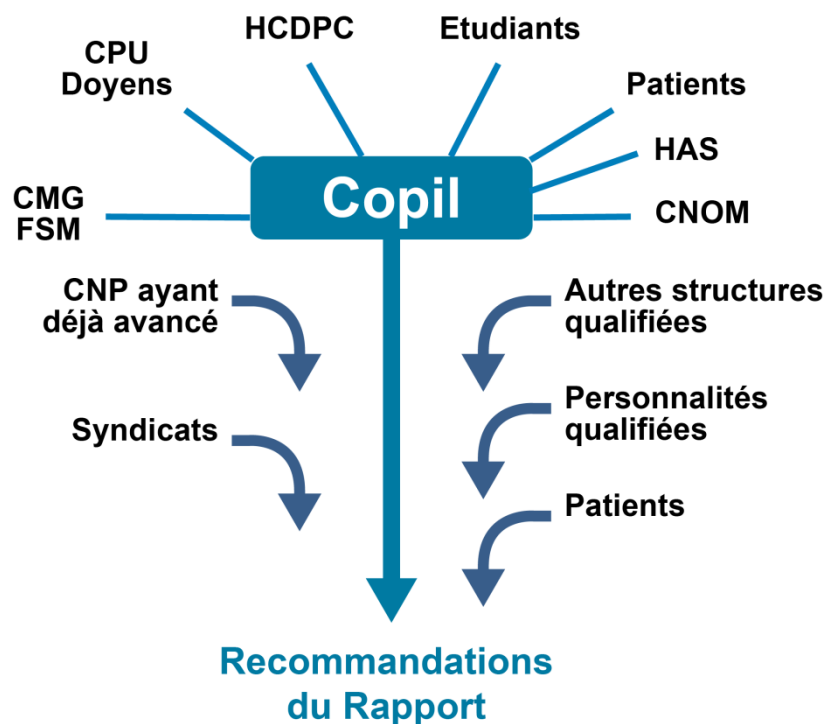 HCDPC
Etudiants
CPU
Doyens
Patients
HAS
Copil
CMG
FSM
CNOM
CNP ayant
déjà avancé
Autres structures
qualifiées
Personnalités
qualifiées
Syndicats
Patients
Recommandations
du Rapport